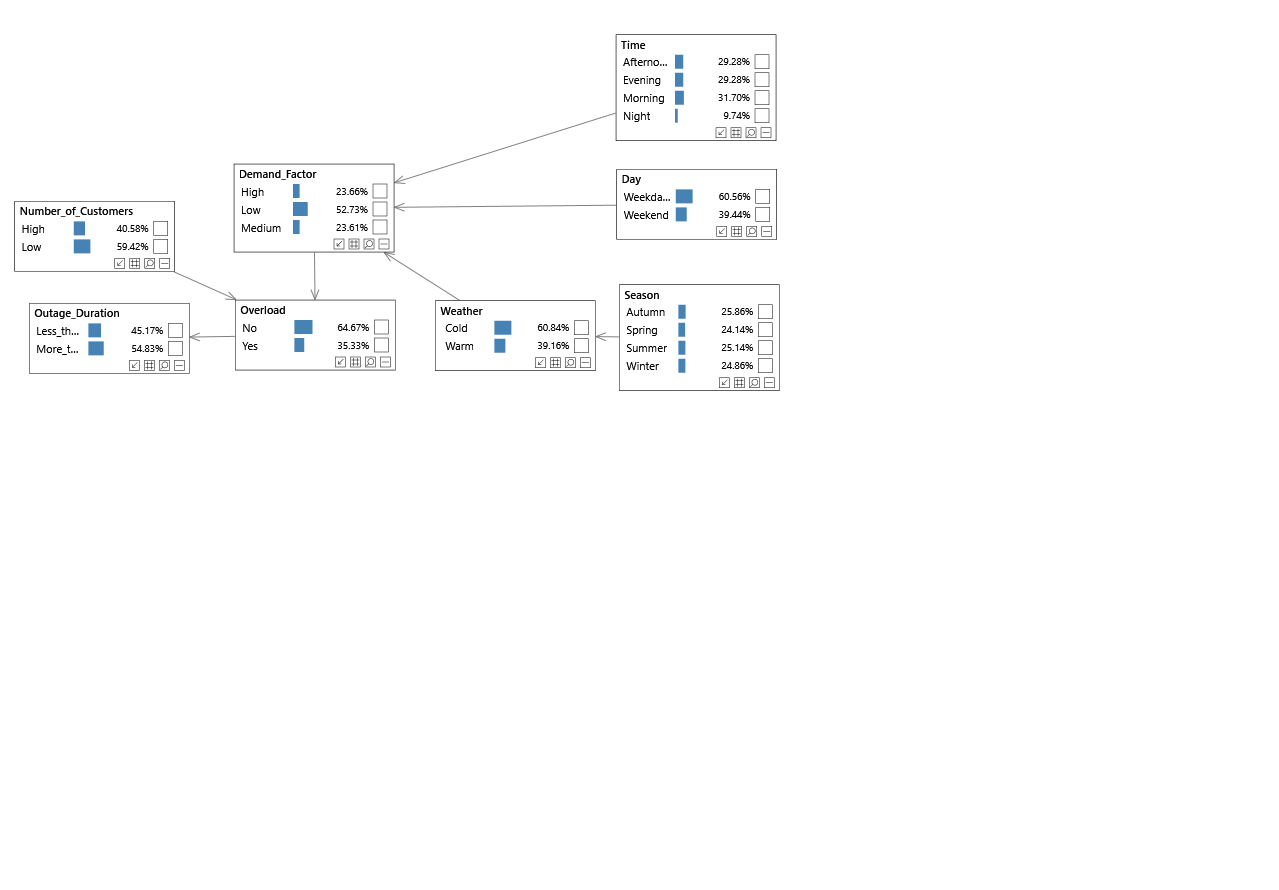 Time
Afterno... 29.28%
Evening 29.28%
Morning 31.70%
Night 9.74%
Demand_Factor
High 23.66%
Low 52.73%
Medium 23.61%
Day
Weekda... 60.56%
Weekend 39.44%
Number_of_Customers
High 40.58%
Low 59.42%
Outage_Duration
Less_th... 45.17%
More_t... 54.83%
Overload
No 64.67%
Yes 35.33%
Weather
Cold 60.84%
Warm 39.16%
Season
Autumn 25.86%
Spring 24.14%
Summer 25.14%
Winter 24.86%